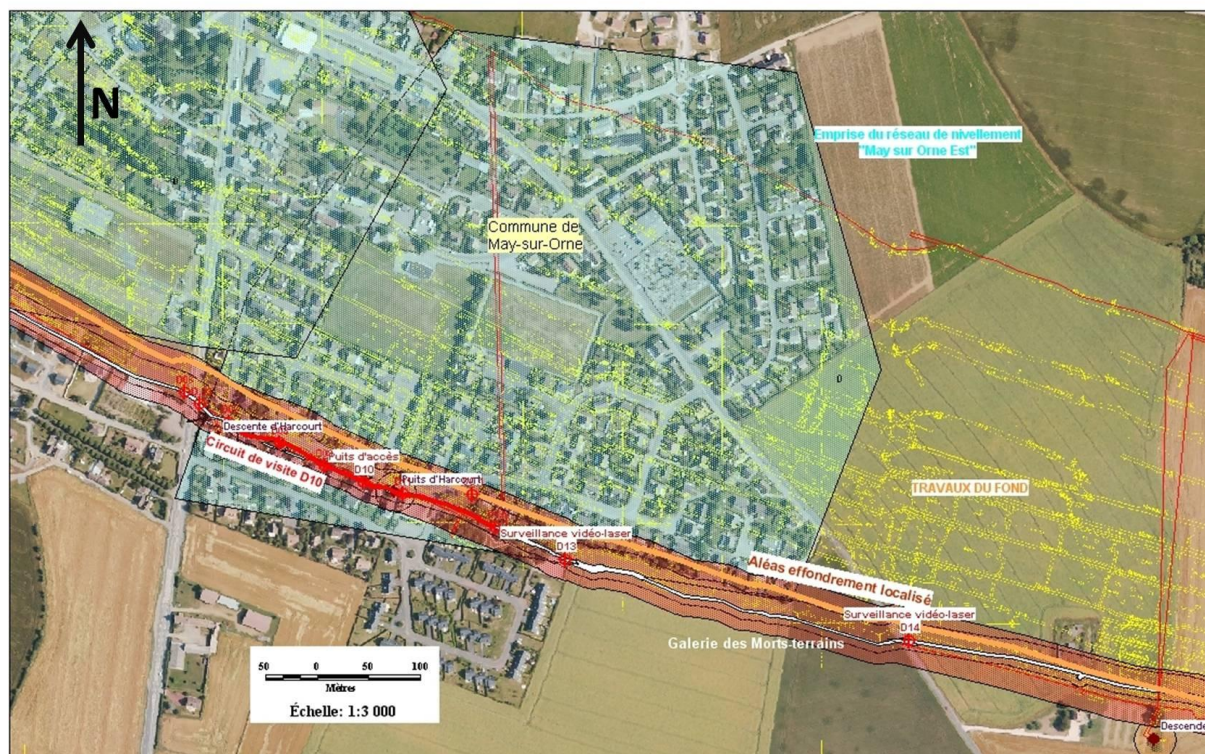 N
Emprise du réseau de nivellement
"May sur Orne Est"
Commune de
May-sur-Orne
0
Descente d'Harcourt
Circuit de visite D10
Puits d'accés
D10
Puits d'Harcourt
TRAVAUX DU FOND
Surveillance vidéo-laser
D13
Aléas effondrement localisé
Surveillance vidéo-laser
D14
Galerie des Morts-terrains
50 0 50 100
Mètres
Échelle: 1:3 000
Descende